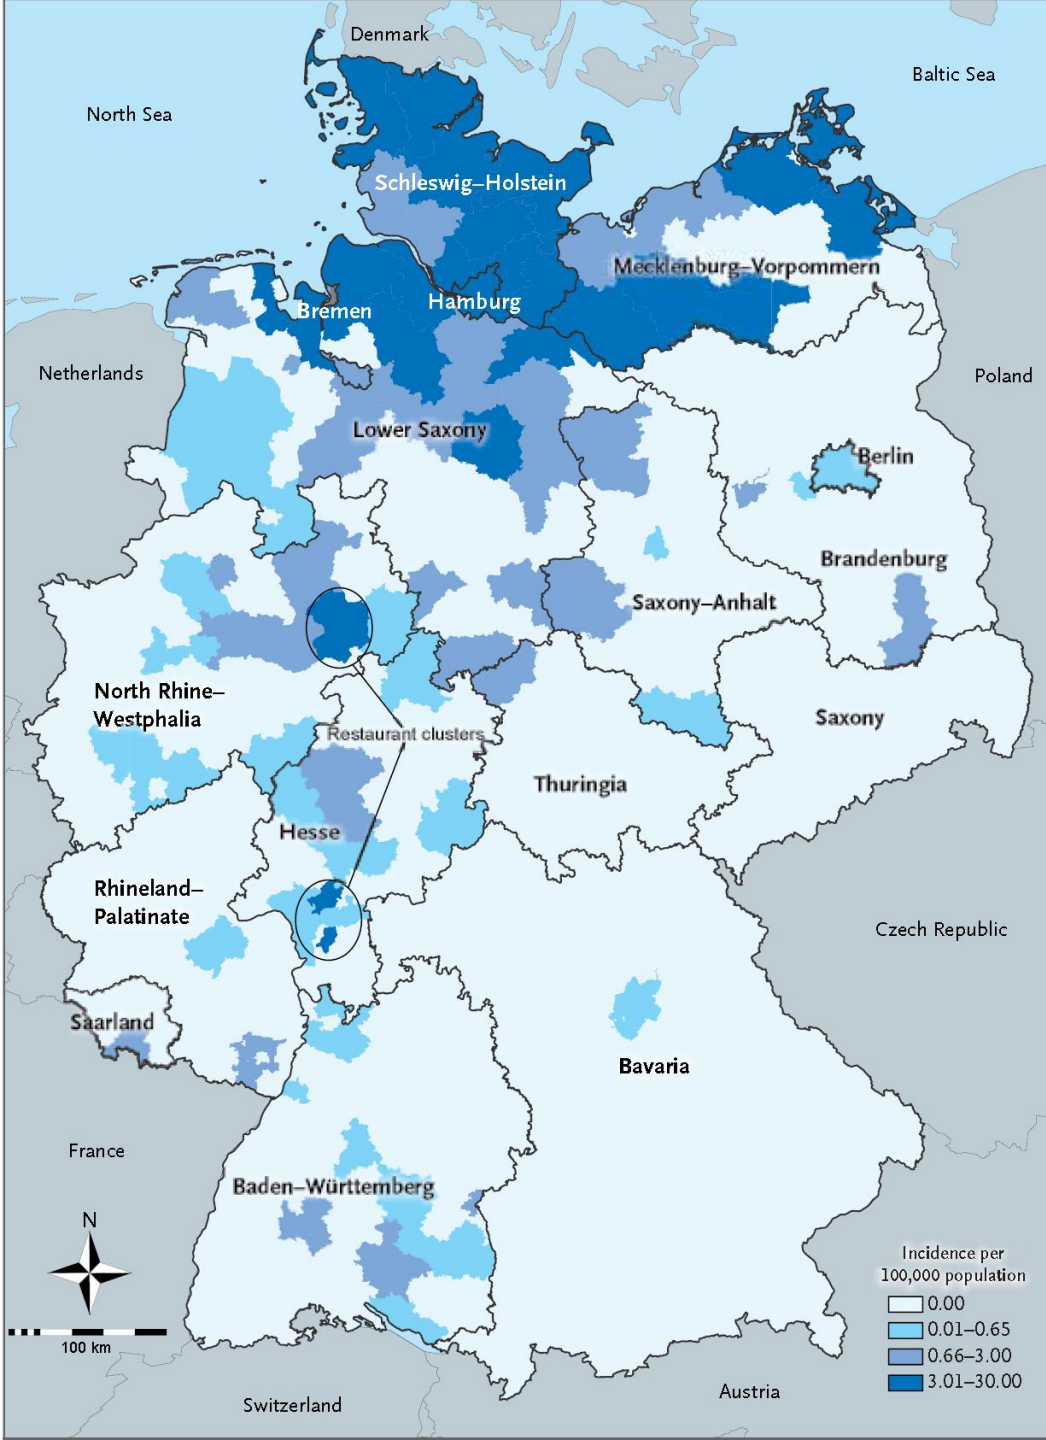 Denmark
Baltic Sea
North Sea
Schleswig–Holstein
Mecklenburg–Vorpommern
Hamburg
Bremen
Netherlands
Poland
Lower Saxony
Berlin
Brandenburg
Saxony–Anhalt
North Rhine–
Westphalia
Saxony
Restaurant clusters
Thuringia
Hesse
Rhineland–
Palatinate
Czech Republic
Saarland
Bavaria
France
Baden–Württemberg
N
100 km
Incidence per
100,000 population
0.00
0.01–0.65
0.66–3.00
3.01–30.00
Switzerland
Austria